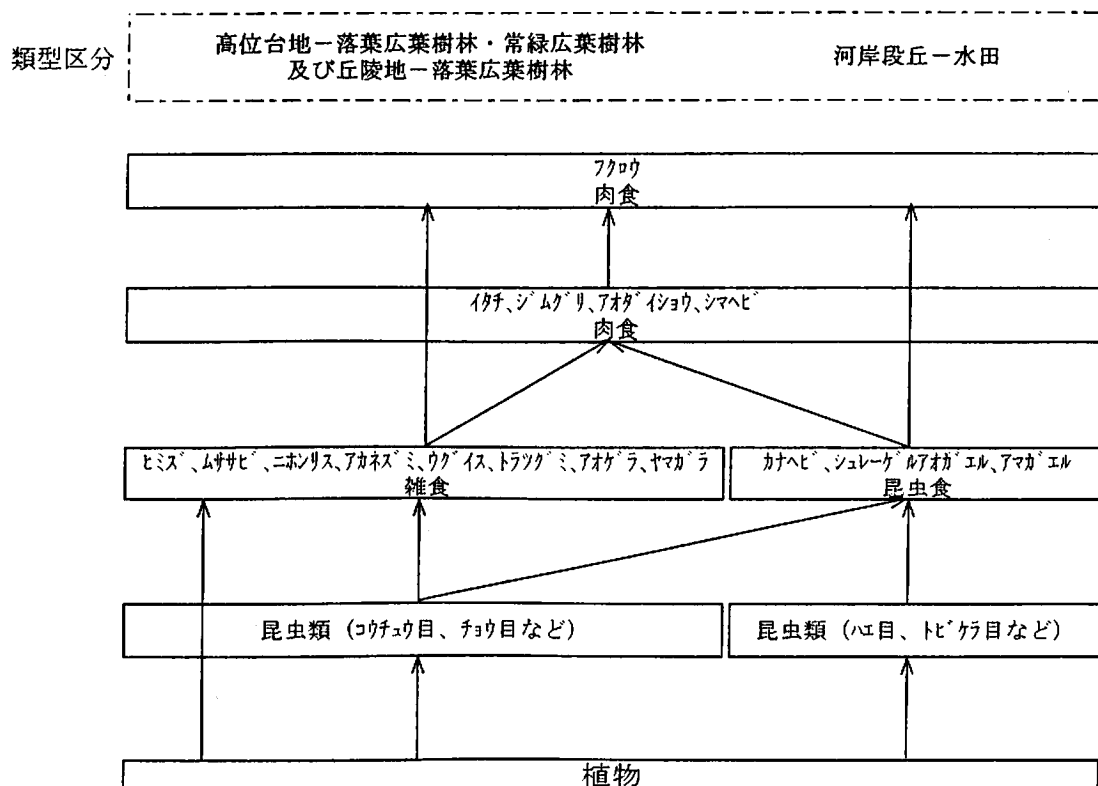 類型区分
高位台地－落葉広葉樹林・常緑広葉樹林
及び丘陵地－落葉広葉樹林
河岸段丘－水田
ﾌｸﾛｳ
肉食
ｲﾀﾁ、ｼﾞﾑｸﾞﾘ、ｱｵﾀﾞｲｼｮｳ、ｼﾏﾍﾋﾞ
肉食
ﾋﾐｽﾞ、ﾑｻｻﾋﾞ、ﾆﾎﾝﾘｽ、ｱｶﾈｽﾞﾐ、ｳｸﾞｲｽ、ﾄﾗﾂｸﾞﾐ、ｱｵｹﾞﾗ、ﾔﾏｶﾞﾗ
雑食
ｶﾅﾍﾋﾞ、ｼｭﾚｰｹﾞﾙｱｵｶﾞｴﾙ、ｱﾏｶﾞｴﾙ
昆虫食
昆虫類（ｺｳﾁｭｳ目、ﾁｮｳ目など）
昆虫類（ﾊｴ目、ﾄﾋﾞｹﾗ目など）
植物